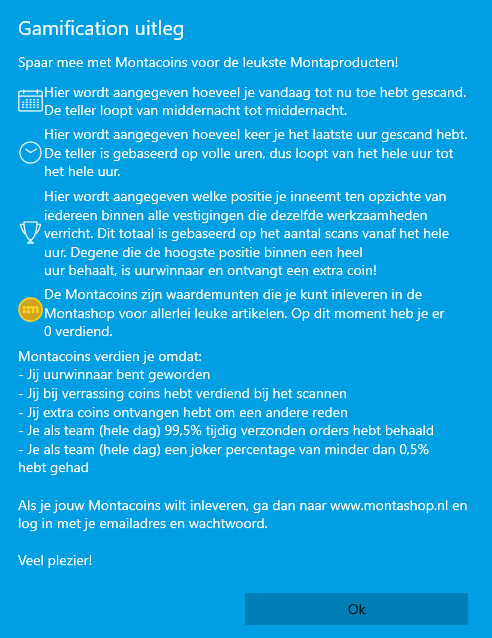 Gamification uitleg
Spaar mee met Montacoins voor de leukste Montaproducten!
Hier wordt aangegeven hoeveel je vandaag tot nu toe hebt gescand.
De teller loopt van middernacht tot middernacht.
Hier wordt aangegeven hoeveel keer je het laatste uur gescand hebt.
De teller is gebaseerd op volle uren, dus loopt van het hele uur tot
het hele uur.
Hier wordt aangegeven welke positie je inneemt ten opzichte van
iedereen binnen alle vestigingen die dezelfde werkzaamheden
verricht. Dit totaal is gebaseerd op het aantal scans vanaf het hele
uur. Degene die de hoogste positie binnen een heel
uur behaalt, is uurwinnaar en ontvangt een extra coin!
De Montacoins zijn waardemunten die je kunt inleveren in de
Montashop voor allerlei leuke artikelen. Op dit moment heb je er
0 verdiend.
Montacoins verdien je omdat:
- Jij uurwinnaar bent geworden
- Jij bij verrassing coins hebt verdiend bij het scannen
- Jij extra coins ontvangen hebt om een andere reden
- Je als team (hele dag) 99,5% tijdig verzonden orders hebt behaald
- Je als team (hele dag) een joker percentage van minder dan 0,5%
hebt gehad
Als je jouw Montacoins wilt inleveren, ga dan naar www.montashop.nl en
log in met je emailadres en wachtwoord.
Veel plezier!
Ok